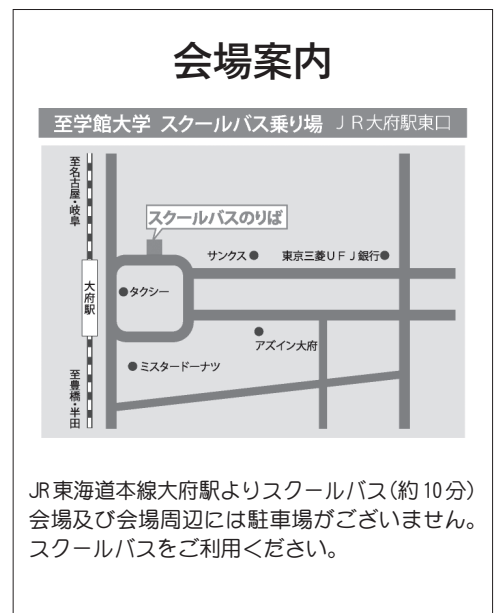 会場案内
至学館大学 スクールバス乗り場 JR大府駅東口
至名古屋・岐阜
スクールバスのりば
サンクス
東京三菱UFJ銀行
大府駅
タクシー
アズイン大府
ミスタードーナツ
至豊橋・半田
JR東海道本線大府駅よりスクールバス(約10分)
会場及び会場周辺には駐車場がございません。
スクールバスをご利用ください。